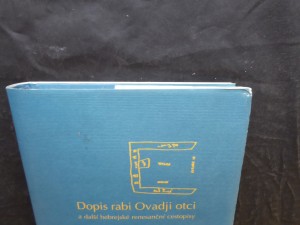 Dopis rabi Ovadji otci
a další hebrejské renesanční cestopisy